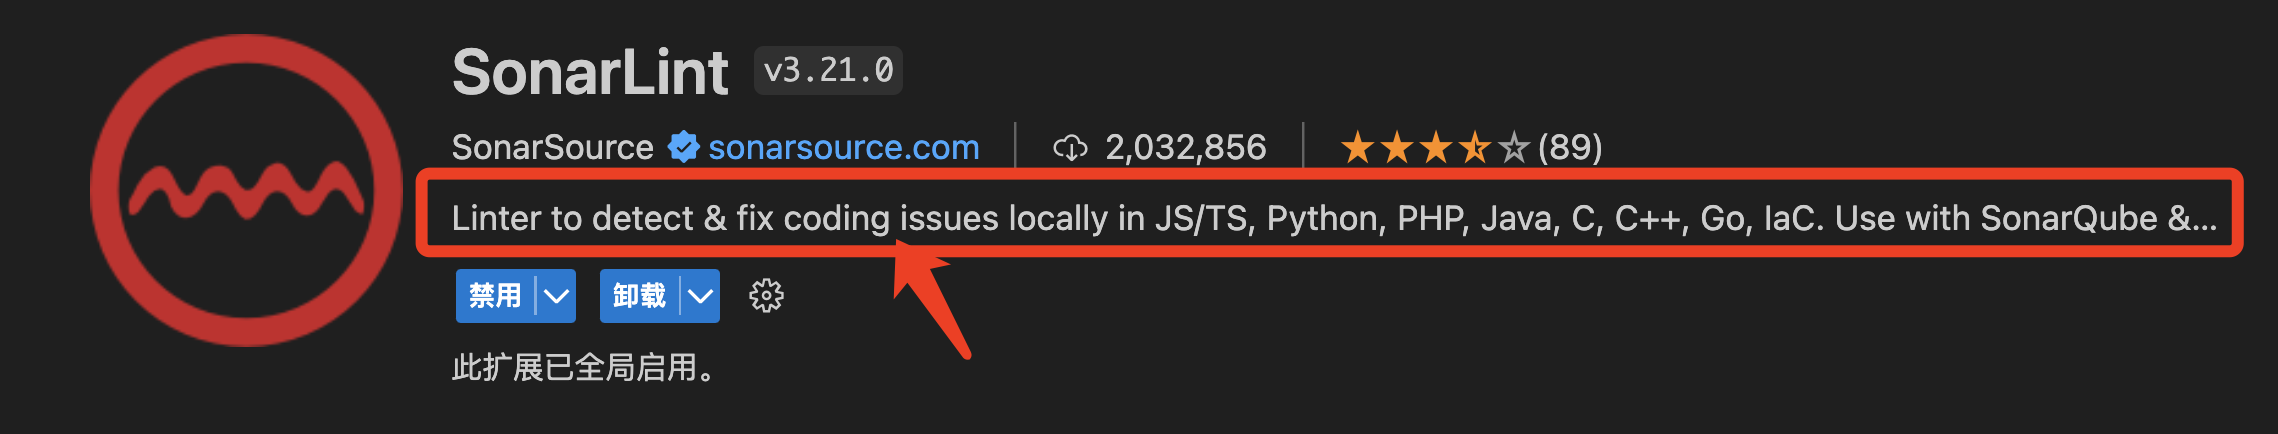 SonarLint v3.21.0
SonarSource sonarsource.com 2,032,856 (89)
Linter to detect & fix coding issues locally in JS/TS, Python, PHP, Java, C, C++, Go, IaC. Use with SonarQube &...
禁用 卸载
此扩展已全局启用。